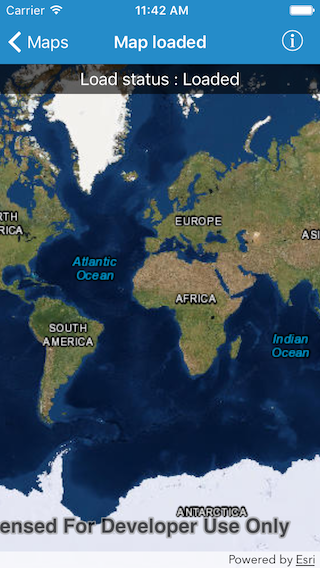 Carrier 11:42 AM
Maps Map loaded
Load status : Loaded
EUROPE
RTH
RICA
ASI
Atlantic
Ocean
AFRICA
SOUTH
AMERICA
Indian
Ocean
ANTARCTICA
ensed For Developer Use Only
Powered by Esri